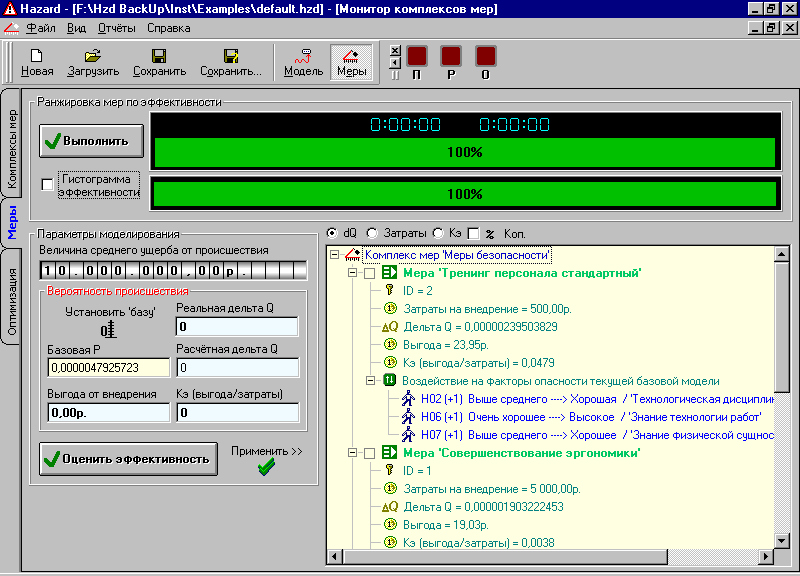 Hazard - [F:\Hzd BackUp\Inst\Examples\default.hzd] - [Монитор комплексов мер]
Файл Вид Отчёты Справка
Новая Загрузить Сохранить Сохранить... Модель Меры П Р О
Комплексы мер
Меры
Оптимизация
Ранжировка мер по эффективности
Выполнить
0:00:00 0:00:00
100%
Гистограмма
эффективности
100%
Параметры моделирования
Величина среднего ущерба от происшествия
10.000.000,00р.
Вероятность происшествия
Установить 'базу'
Реальная дельта Q
0
Базовая P
0,0000047925723
Расчётная дельта Q
0
Выгода от внедрения
0,00р.
Кэ (выгода/затраты)
0
Оценить эффективность
Применить >>
dQ Затраты Кэ % Коп.
Комплекс мер 'Меры безопасности'
Мера 'Тренинг персонала стандартный'
ID = 2
Затраты на внедрение = 500,00р.
ΔQ Дельта Q = 0,00000239503829
Выгода = 23,95р.
Кэ (выгода/затраты) = 0,0479
Воздействие на факторы опасности текущей базовой модели
H02 (+1) Выше среднего ---> Хорошая / 'Технологическая дисциплин
H06 (+1) Очень хорошее ---> Высокое / 'Знание технологии работ'
H07 (+1) Выше среднего ---> Хорошее / 'Знание физической сущнос
Мера 'Совершенствование эргономики'
ID = 1
Затраты на внедрение = 5 000,00р.
ΔQ Дельта Q = 0,000001903222453
Выгода = 19,03р.
Кэ (выгода/затраты) = 0,0038